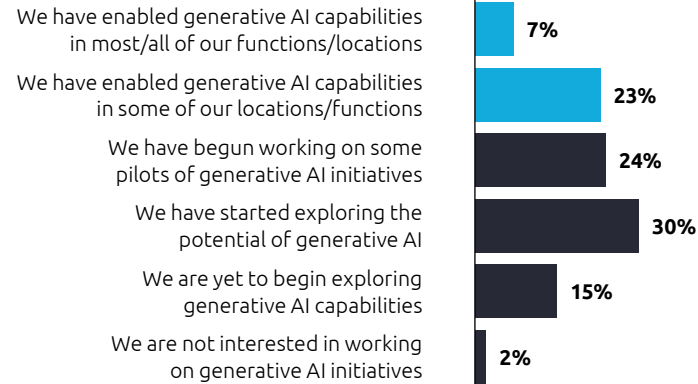 We have enabled generative AI capabilities
in most/all of our functions/locations
7%
We have enabled generative AI capabilities
in some of our locations/functions
23%
We have begun working on some
pilots of generative AI initiatives
24%
We have started exploring the
potential of generative AI
30%
We are yet to begin exploring
generative AI capabilities
15%
We are not interested in working
on generative AI initiatives
2%